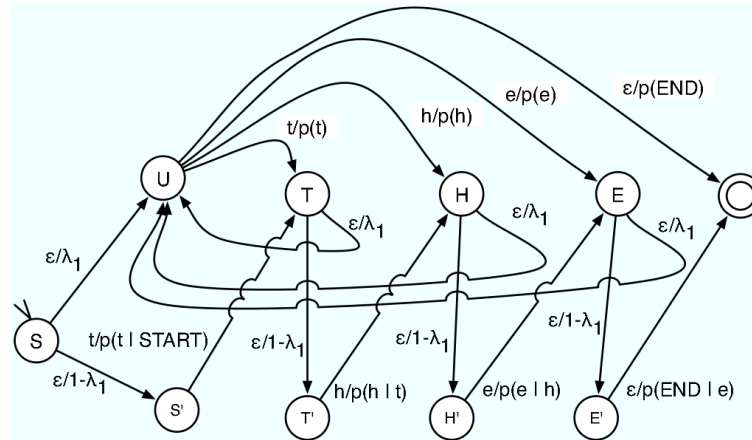 ε/p(END)
e/p(e)
h/p(h)
t/p(t)
U
T
H
E
ε/λ1
ε/λ1
ε/λ1
ε/λ1
S
t/p(t | START)
ε/1-λ1
ε/1-λ1
ε/1-λ1
ε/1-λ1
h/p(h | t)
e/p(e | h)
ε/p(END | e)
S'
T'
H'
E'